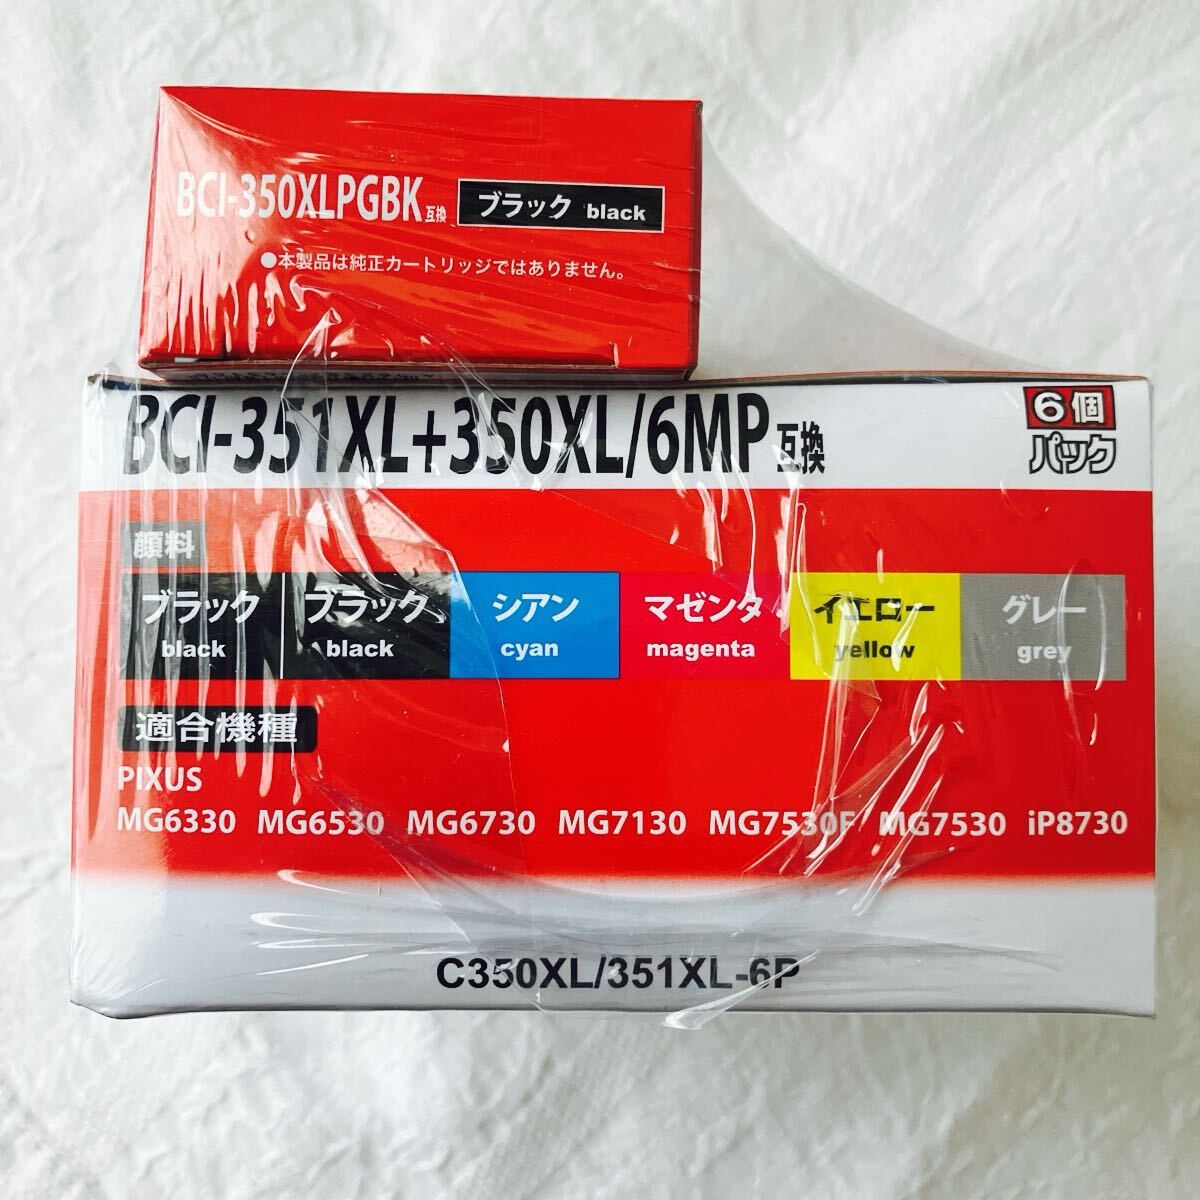 BCI-350XLPGBK互換 ブラック black
●本製品は純正カートリッジではありません。
BCI-351XL+350XL/6MP互換
6個
パック
顔料
ブラック ブラック シアン マゼンタ イエロー グレー
black black cyan magenta yellow grey
適合機種
PIXUS
MG6330 MG6530 MG6730 MG7130 MG7530F MG7530 iP8730
C350XL/351XL-6P